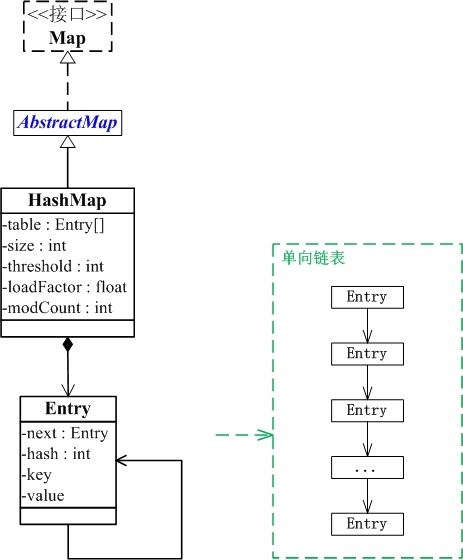 <<接口>>
Map
AbstractMap
HashMap
-table : Entry[]
-size : int
-threshold : int
-loadFactor : float
-modCount : int
Entry
-next : Entry
-hash : int
-key
-value
单向链表
Entry
Entry
Entry
...
Entry